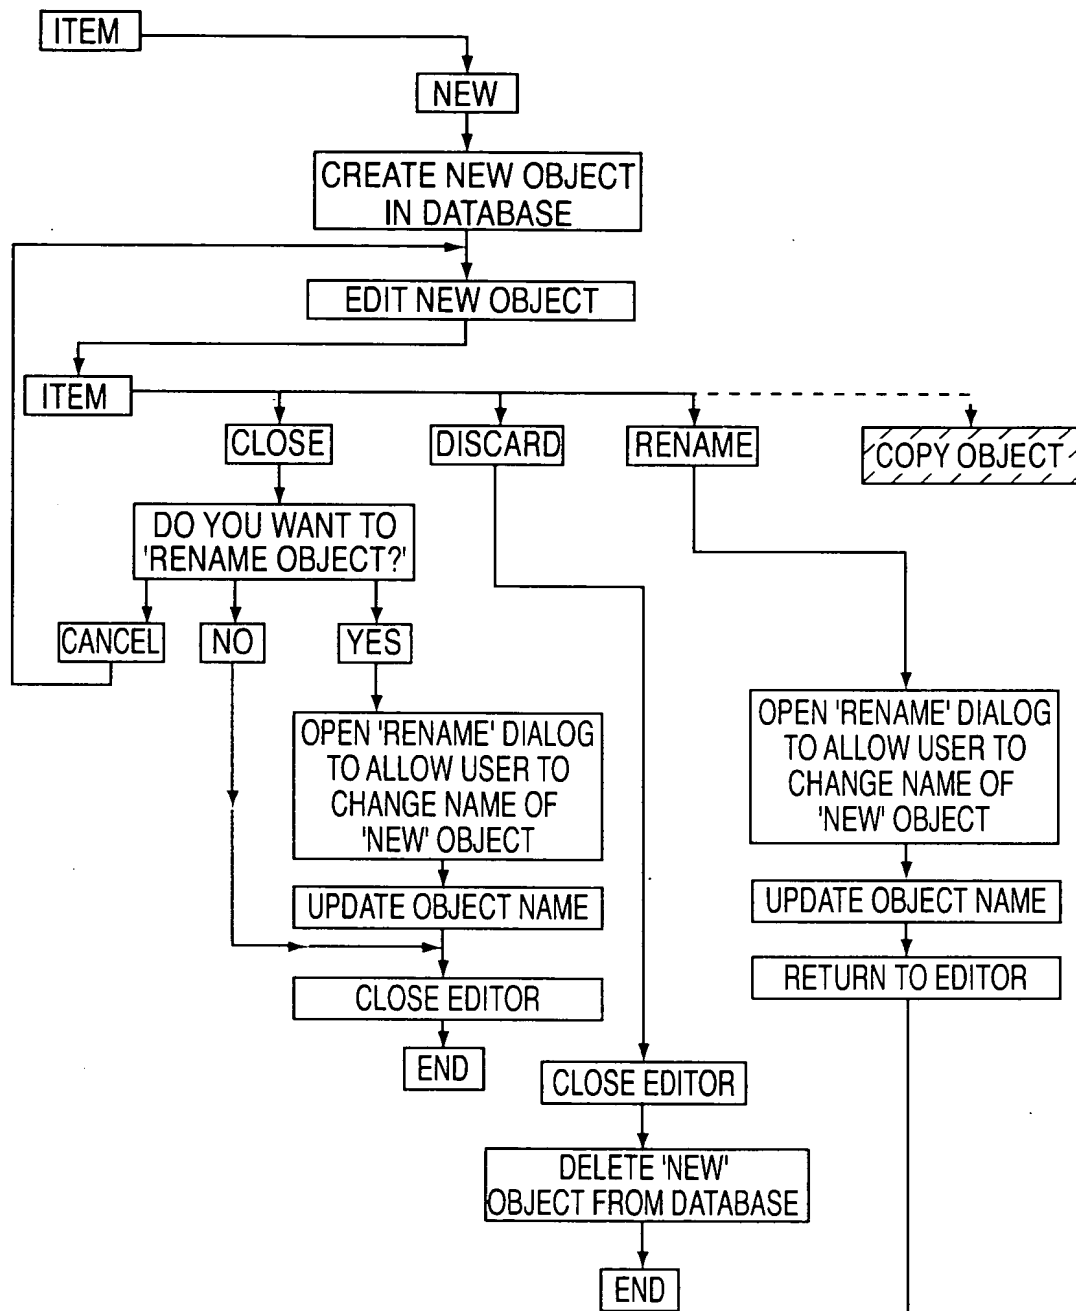 ITEM
NEW
CREATE NEW OBJECT
IN DATABASE
EDIT NEW OBJECT
ITEM
CLOSE
DISCARD
RENAME
COPY OBJECT
DO YOU WANT TO
'RENAME OBJECT?'
CANCEL
NO
YES
OPEN 'RENAME' DIALOG
TO ALLOW USER TO
CHANGE NAME OF
'NEW' OBJECT
UPDATE OBJECT NAME
CLOSE EDITOR
END
OPEN 'RENAME' DIALOG
TO ALLOW USER TO
CHANGE NAME OF
'NEW' OBJECT
UPDATE OBJECT NAME
RETURN TO EDITOR
CLOSE EDITOR
DELETE 'NEW'
OBJECT FROM DATABASE
END